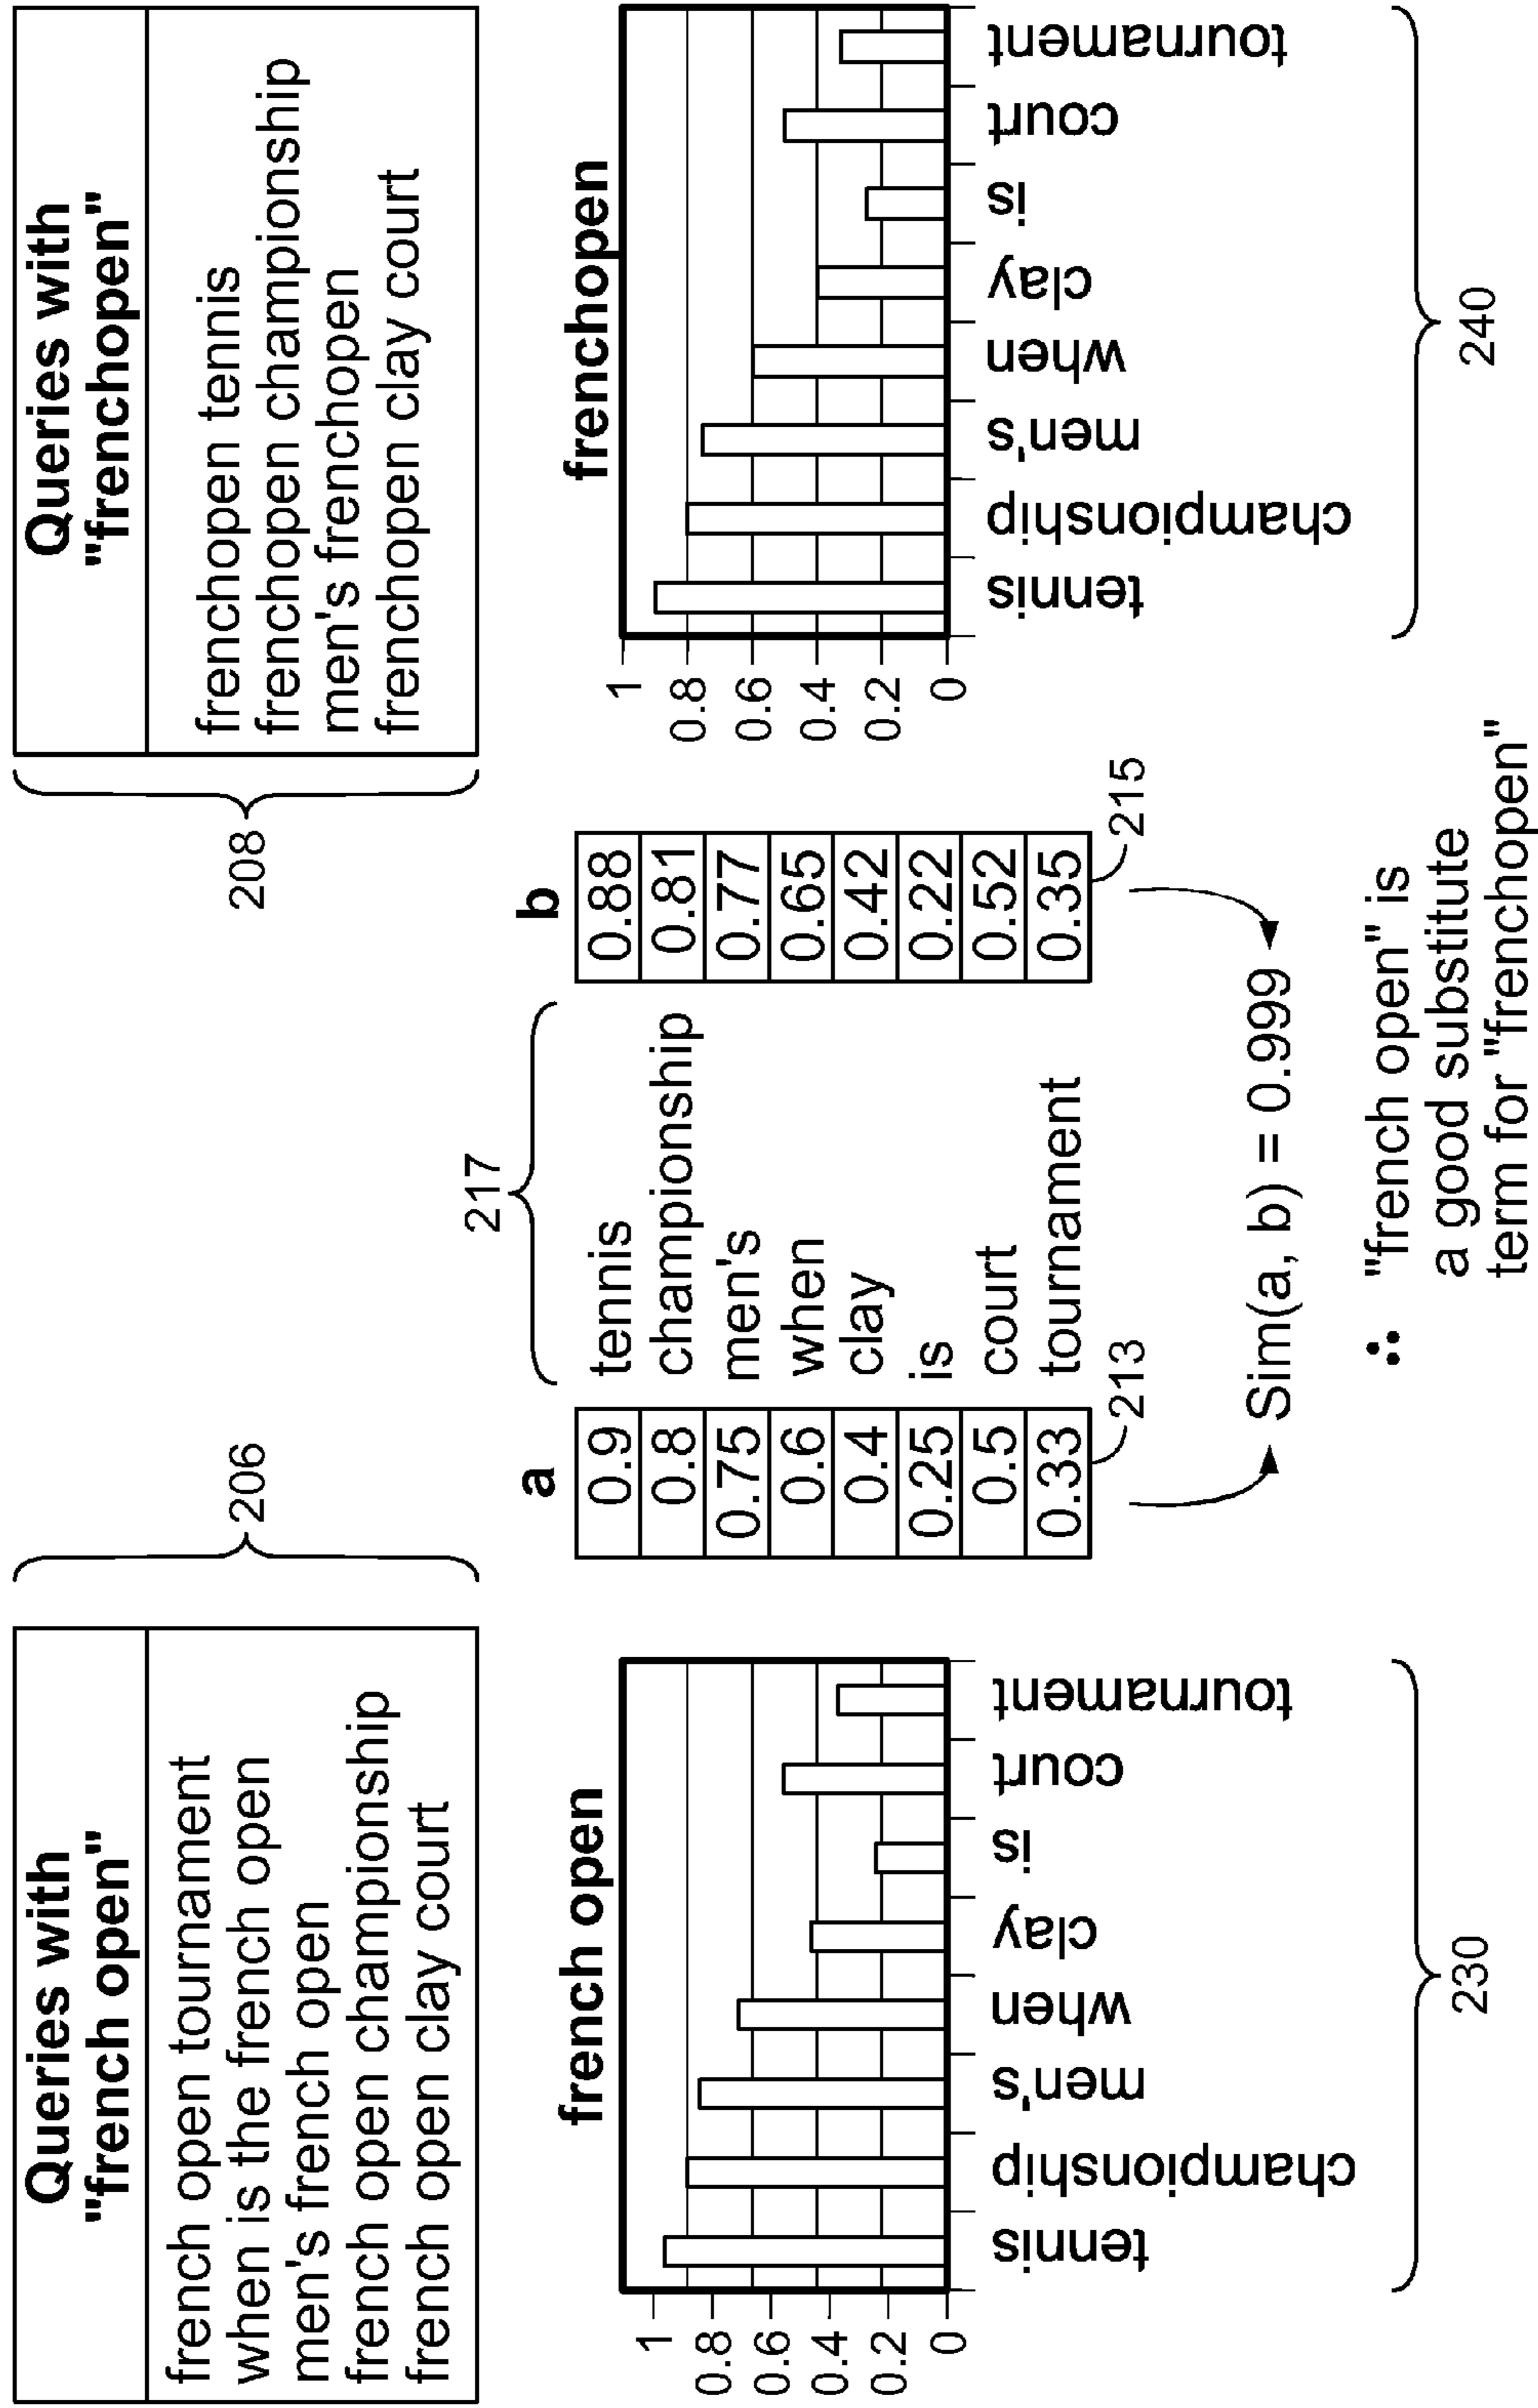 Queries with
"french open"
french open tournament
when is the french open
men's french open
french open championship
french open clay court
206
208
Queries with
"frenchopen"
frenchopen tennis
frenchopen championship
men's frenchopen
frenchopen clay court
french open
1
0.8
0.6
0.4
0.2
0
tennis
championship
men's
when
clay
is
court
tournament
230
217
a
b
0.9 tennis 0.88
0.8 championship 0.81
0.75 men's 0.77
0.6 when 0.65
0.4 clay 0.42
0.25 is 0.22
0.5 court 0.52
0.33 tournament 0.35
213
215
Sim(a, b) = 0.999
∴ "french open" is
a good substitute
term for "frenchopen"
frenchopen
1
0.8
0.6
0.4
0.2
0
tennis
championship
men's
when
clay
is
court
tournament
240